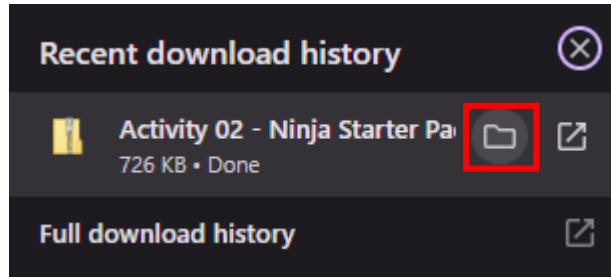 Recent download history
Activity 02 - Ninja Starter Pa
726 KB • Done
Full download history